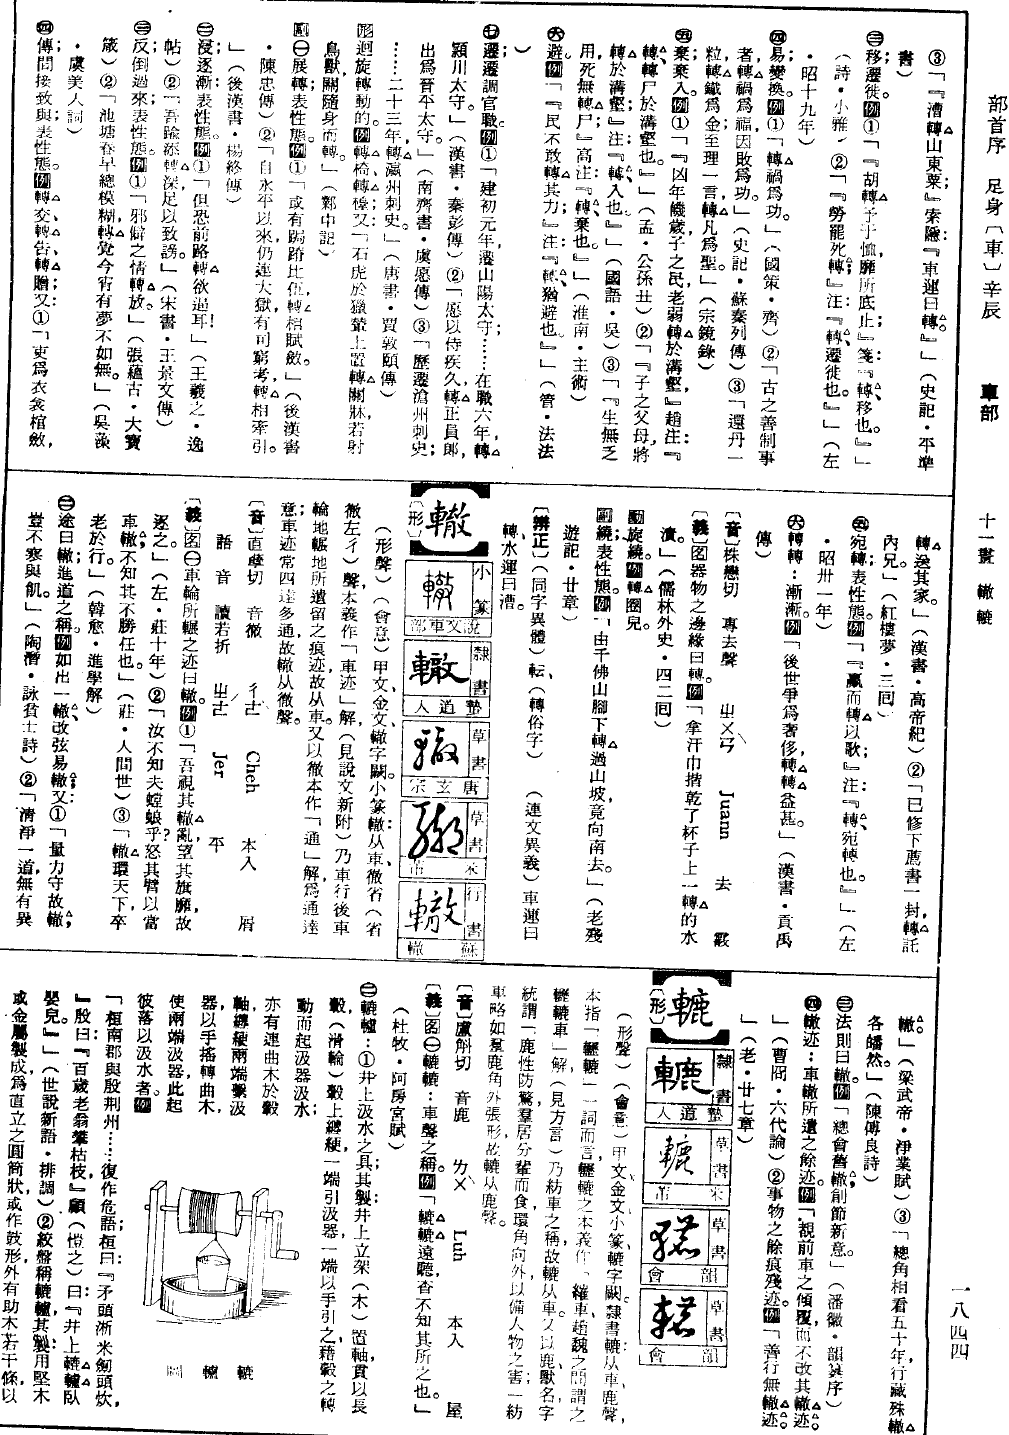 部首序 足身〔車〕辛辰 車部 十一畫 轍 轆 一八四四
③「『漕轉山東粟』索隱『車運曰轉。』」（史記・平準
書）
㊂移遷徙。例①「『胡轉予于恤靡所底止』；箋『轉移也。』」
（詩・小雅）②「『勞罷死轉』；注：『轉，遷徙也。』」（左
・昭十九年）
㊃易變換。例①「轉禍爲功。」（國策・齊）②「古之善制事
者，轉禍爲福，因敗爲功。」（史記・蘇秦列傳）③「還丹一
粒，轉鐵爲金；至理一言，轉凡爲聖。」（宗鏡錄）
㊄棄棄入。例①「『凶年饑歲，子之民，老弱轉於溝壑』趙注：『
轉，轉尸於溝壑也。』」（孟・公孫丑）②「『子之父母將
轉於溝壑』注『轉入也。』」（國語・吳）③「『生無乏
用，死無轉尸』高注：『轉，棄也。』」（淮南・主術）
㊅避。例「『民不敢轉其力』；注：『轉，猶避也。』」（管・法法
）
㊆遷遷調官職。例①「建初元年，遷山陽太守；……在職六年，轉
潁川太守。」（漢書・秦彭傳）②「愿以侍疾久，轉正員郎，
出爲晉平太守。」（南齊書・虞愿傳）③「歷遷滄州刺史；
……二十三年，轉瀛州刺史。」（唐書・賈敦頤傳）
形迴旋轉動的。例轉椅、轉檯又「石虎於獵輦上置轉關牀，若射
鳥獸，關隨身而轉。」（鄴中記）
副㊀展轉表性態。例①「或有跼蹐比伍，轉相賦斂。」（後漢書
・陳忠傳）②「自永平以來，仍連大獄，有司窮考，轉相牽引。
」（後漢書・楊終傳）
㊁寖逐漸：表性態。例①「但恐前路轉欲逼耳！」（王羲之・逸
帖）②「吾踰忝轉深，足以致謗。」（宋書・王景文傳）
㊂反倒過來：表性態。例①「邪僻之情轉放。」（張蘊古・大寶
箴）②「池塘春早總模糊，轉覺今宵有夢不如無。」（吳藻
・虞美人詞）
㊃傳間接致與：表性態。例轉交、轉告、轉贈又①「吏爲衣衾棺斂，
轉送其家。」（漢書・高帝紀）②「已修下薦書一封，轉託
內兄。」（紅樓夢・三回）
㊄宛轉表性態。例「『贏而轉以歌』；注：『轉，宛轉也。』」（左
・昭卅一年）
㊅轉轉：漸漸。例「後世爭爲奢侈，轉轉益甚。」（漢書・貢禹
傳）
〔音〕株戀切 專去聲 ㄓㄨㄢˋ Juann 去 霰
〔義〕名器物之邊緣曰轉。例「拿汗巾揩乾了杯子上一轉的水
漬。」（儒林外史・四二回）
動旋繞。例轉圈兒。
副繞：表性態。例「由千佛山腳下轉過山坡，竟向南去。」（老殘
遊記・廿章）
〔辨正〕（同字異體）転（轉俗字） （連文異義）車運曰
轉，水運曰漕。
轍
〔形〕
小篆 說文車部
隸書 墊道人
草書 唐玄宗
草書 宋芾
行書 蘇轍
（形聲）（會意）甲文、金文轍字闕。小篆轍：从車，徹省（省
徹左彳）聲。本義作「車迹」解（見說文新附）乃車行後，車
輪地輾地所遺留之痕迹；故从車。又以徹本作「通」解，爲通達
意，車迹常四達多通，故轍从徹聲。
〔音〕直孽切 音徹 ㄔㄜˋ Cheh 本入 屑
語音 讀若折 ㄓㄜˊ Jer 平
〔義〕名㊀車輪所輾之迹曰轍。例①「吾視其轍亂，望其旗靡，故
逐之。」（左・莊十年）②「汝不知夫螳螂乎？怒其臂以當
車轍；不知其不勝任也。」（莊・人間世）③「轍環天下，卒
老於行。」（韓愈・進學解）
㊁途曰轍：進道之稱。例如出一轍、改弦易轍又：①「量力守故轍，
豈不寒與飢。」（陶潛・詠貧士詩）②「清淨一道，無有異
轍。」（梁武帝・淨業賦）③「總角相看五十年，行藏殊轍
各皤然。」（陳傅良詩）
㊂法則曰轍。例「總會舊轍，創節新意。」（潘徽・韻纂序）
㊃轍迹：車轍所遺之餘迹。例「覩前車之傾覆，而不改其轍迹。
」（曹冏・六代論）②事物之餘痕殘迹。例「善行無轍迹。
」（老・廿七章）
轆
〔形〕
隸書 墊道人
草書 宋芾
草書 韻會
草書 韻會
（形聲）（會意）甲文、金文、小篆轆字闕。隸書轆：从車，鹿聲，
本指「轣轆」一詞而言，轣轆之本義作「維車，趙魏之間謂之
轣轆車」解（見方言）乃紡車之稱；故轆从車。又以鹿獸名，字
統謂：「鹿性防驚，羣居分輩而食，環角向外以備人物之害。」紡
車略如羣鹿角外張形，故轆从鹿聲。
〔音〕盧斛切 音鹿 ㄌㄨˋ Luh 本入 屋
〔義〕名㊀轆轆：車聲之稱。例「轆轆遠聽，杳不知其所之也。」
（杜牧・阿房宮賦）
㊁轆轤：①井上汲水之具，其製：井上立架（木）置軸，貫以長
轂（滑輪）；轂上纏綆，一端引汲器，一端以手引之，藉轂之轉
動而起汲器汲水；
亦有運曲木於轂
軸，纏綆使兩端繫汲
器，以手搖轉曲木，
使兩端汲器此起
彼落以汲水者。例
轆
轤
圖
「桓南郡與殷荆州……復作危語，桓曰：『矛頭淅米劍頭炊，
』殷曰：『百歲老翁攀枯枝。』顧（愷之）曰：『井上轆轤臥
嬰兒。』」（世說新語・排調）②絞盤稱轆轤，其製：用堅木
或金屬製成爲直立之圓筒狀或作鼓形，外有助木若干條，以